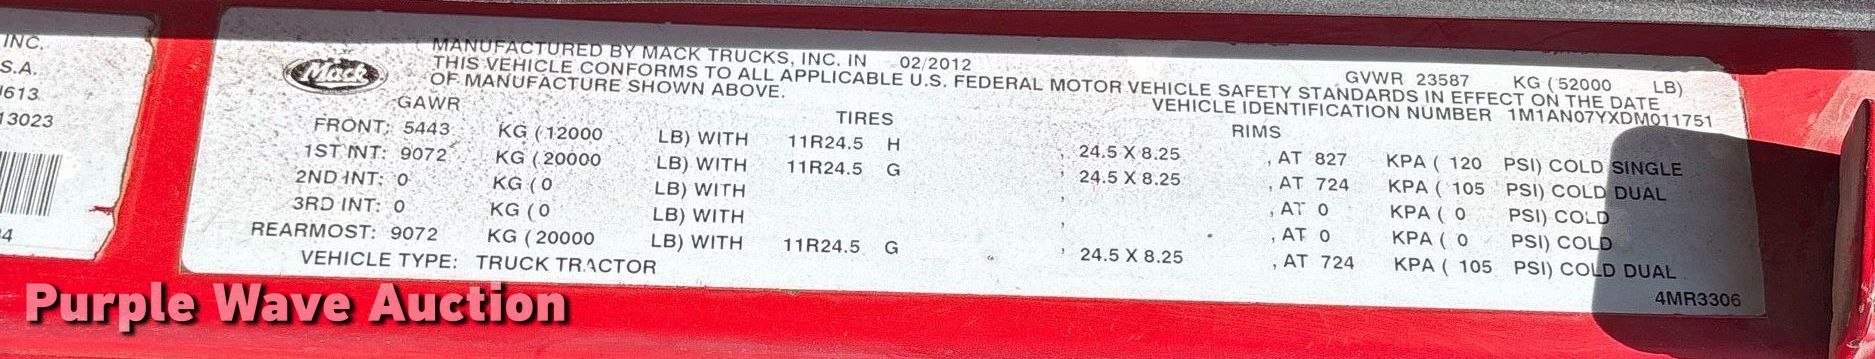 INC.
S.A.
613
13023
4
Mack
MANUFACTURED BY MACK TRUCKS, INC. IN 02/2012 GVWR 23587 KG (52000 LB)
THIS VEHICLE CONFORMS TO ALL APPLICABLE U.S. FEDERAL MOTOR VEHICLE SAFETY STANDARDS IN EFFECT ON THE DATE
OF MANUFACTURE SHOWN ABOVE. VEHICLE IDENTIFICATION NUMBER 1M1AN07YXDM011751
GAWR TIRES RIMS
FRONT: 5443 KG (12000 LB) WITH 11R24.5 H , 24.5 X 8.25 , AT 827 KPA ( 120 PSI) COLD SINGLE
1ST INT: 9072 KG (20000 LB) WITH 11R24.5 G , 24.5 X 8.25 , AT 724 KPA ( 105 PSI) COLD DUAL
2ND INT: 0 KG (0 LB) WITH , , AT 0 KPA ( 0 PSI) COLD
3RD INT: 0 KG (0 LB) WITH , , AT 0 KPA ( 0 PSI) COLD
REARMOST: 9072 KG (20000 LB) WITH 11R24.5 G , 24.5 X 8.25 , AT 724 KPA ( 105 PSI) COLD DUAL
VEHICLE TYPE: TRUCK TRACTOR
4MR3306
Purple Wave Auction